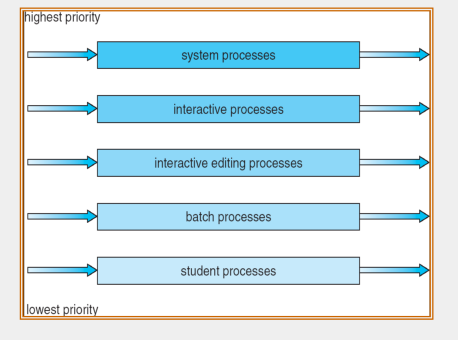 highest priority
system processes
interactive processes
interactive editing processes
batch processes
student processes
lowest priority